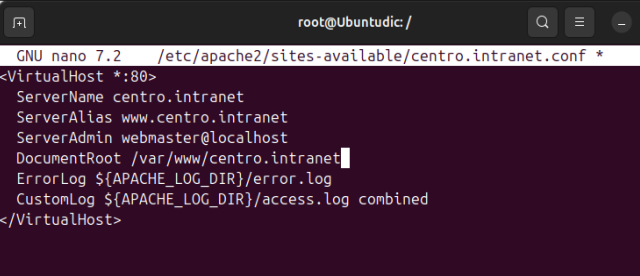 root@Ubuntudic: /
GNU nano 7.2 /etc/apache2/sites-available/centro.intranet.conf *
<VirtualHost *:80>
ServerName centro.intranet
ServerAlias www.centro.intranet
ServerAdmin webmaster@localhost
DocumentRoot /var/www/centro.intranet
ErrorLog ${APACHE_LOG_DIR}/error.log
CustomLog ${APACHE_LOG_DIR}/access.log combined
</VirtualHost>